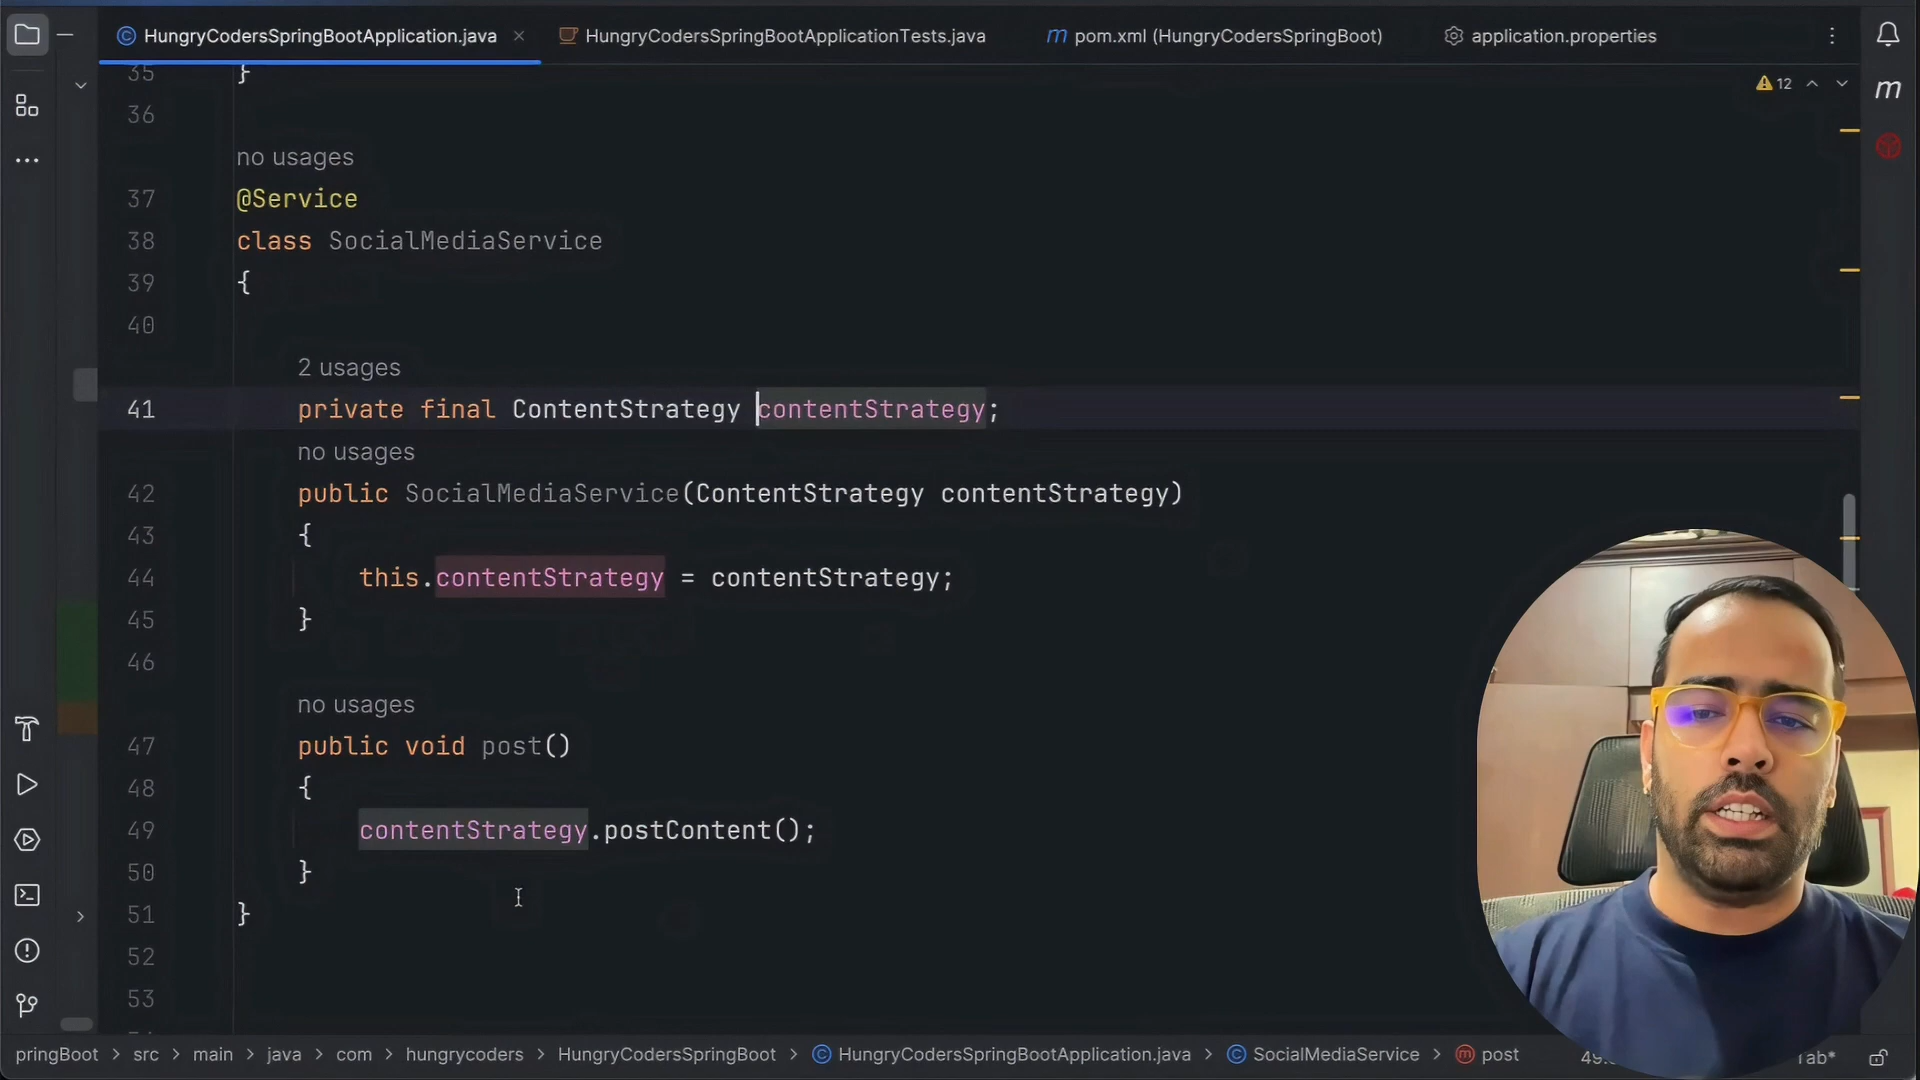 HungryCodersSpringBootApplication.java
HungryCodersSpringBootApplicationTests.java
m pom.xml (HungryCodersSpringBoot)
application.properties
35 }
12
m
36
no usages
37 @Service
38 class SocialMediaService
39 {
40
2 usages
41 private final ContentStrategy contentStrategy;
no usages
42 public SocialMediaService(ContentStrategy contentStrategy)
43 {
44 this.contentStrategy = contentStrategy;
45 }
46
no usages
47 public void post()
48 {
49 contentStrategy.postContent();
50 }
51 }
52
53
pringBoot > src > main > java > com > hungrycoders > HungryCodersSpringBoot > HungryCodersSpringBootApplication.java > SocialMediaService > m post